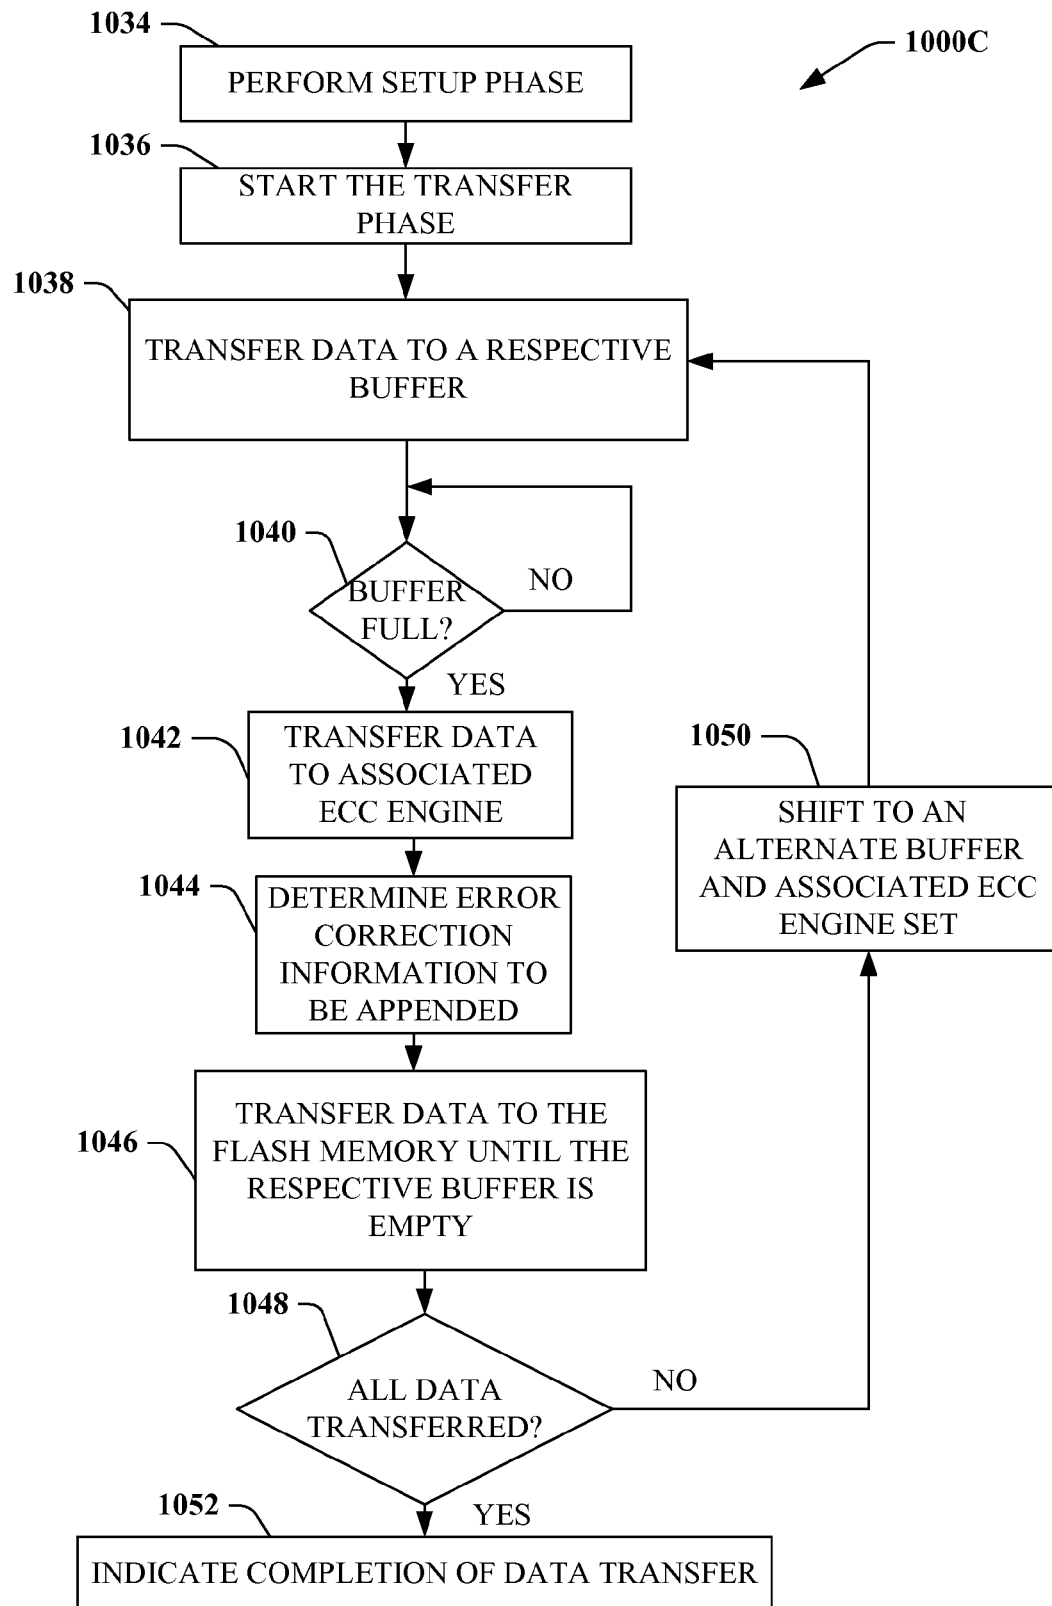 1034
1000C
PERFORM SETUP PHASE
1036
START THE TRANSFER
PHASE
1038
TRANSFER DATA TO A RESPECTIVE
BUFFER
1040
BUFFER
FULL?
NO
YES
1042
TRANSFER DATA
TO ASSOCIATED
ECC ENGINE
1050
SHIFT TO AN
ALTERNATE BUFFER
AND ASSOCIATED ECC
ENGINE SET
1044
DETERMINE ERROR
CORRECTION
INFORMATION TO
BE APPENDED
1046
TRANSFER DATA TO THE
FLASH MEMORY UNTIL THE
RESPECTIVE BUFFER IS
EMPTY
1048
ALL DATA
TRANSFERRED?
NO
YES
1052
INDICATE COMPLETION OF DATA TRANSFER